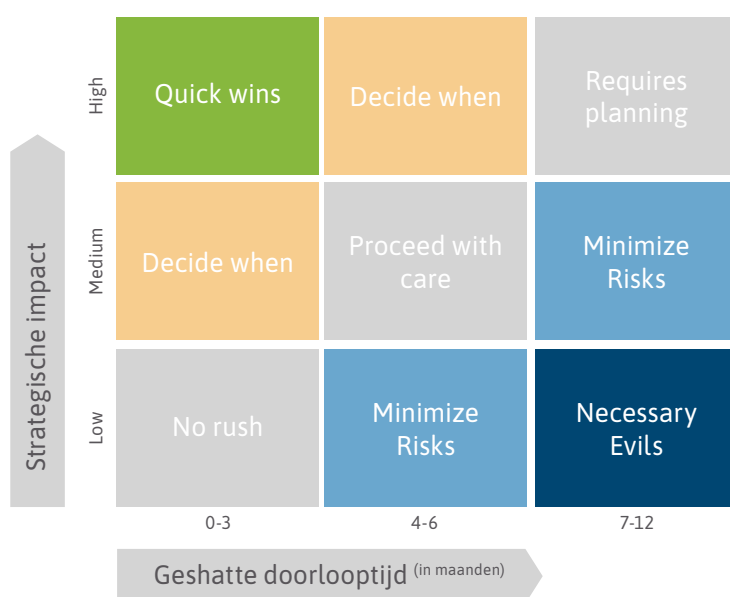 High
Quick wins
Decide when
Requires
planning
Medium
Decide when
Proceed with
care
Minimize
Risks
Low
No rush
Minimize
Risks
Necessary
Evils
Strategische impact
0-3
4-6
7-12
Geshatte doorlooptijd (in maanden)